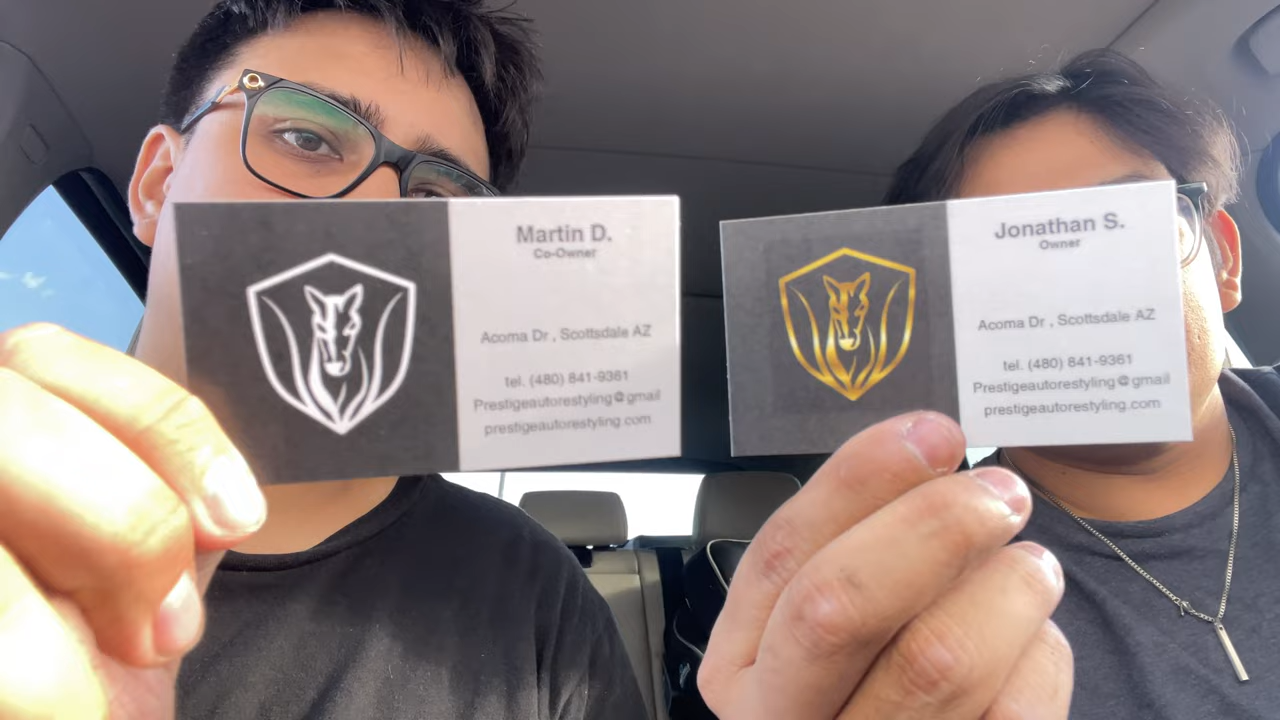 Martin D.
Co-Owner
Acoma Dr , Scottsdale AZ
tel. (480) 841-9361
Prestigeautorestyling@gmail
prestigeautorestyling.com
Jonathan S.
Owner
Acoma Dr , Scottsdale AZ
tel. (480) 841-9361
Prestigeautorestyling@gmail
prestigeautorestyling.com